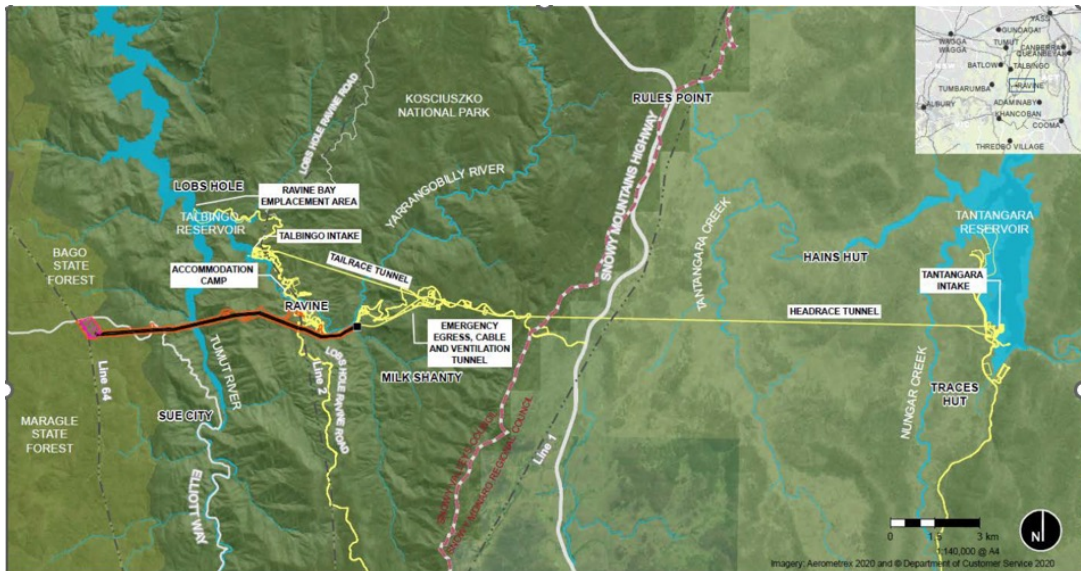 YASS
GUNDAGAI
WAGGA
WAGGA
TUMUT
CANBERRA
QUEANBEYAN
BATLOW
TALBINGO
RAVINE
TUMBARUMBA
ADAMINABY
ALBURY
KHANCOBAN
COOMA
THREDBO VILLAGE
RULES POINT
KOSCIUSZKO
NATIONAL PARK
LOBS HOLE RAVINE ROAD
SNOWY MOUNTAINS HIGHWAY
YARRANGOBILLY RIVER
LOBS HOLE
RAVINE BAY
EMPLACEMENT AREA
TALBINGO
RESERVOIR
TALBINGO INTAKE
TANTANGARA CREEK
TANTANGARA
RESERVOIR
BAGO
STATE
FOREST
ACCOMMODATION
CAMP
TAILRACE TUNNEL
HAINS HUT
TANTANGARA
INTAKE
RAVINE
HEADRACE TUNNEL
EMERGENCY
EGRESS, CABLE
AND VENTILATION
TUNNEL
TUMUT RIVER
Line 64
Line 2
LOBS HOLE RAVINE ROAD
MILK SHANTY
NUNGAR CREEK
TRACES
HUT
SUE CITY
MARAGLE
STATE
FOREST
ELLIOTT WAY
Line 1
REGIONAL COUNCIL
N
0 1.5 3 km
1:140,000 @ A4
Imagery: Aerometrex 2020 and © Department of Customer Service 2020